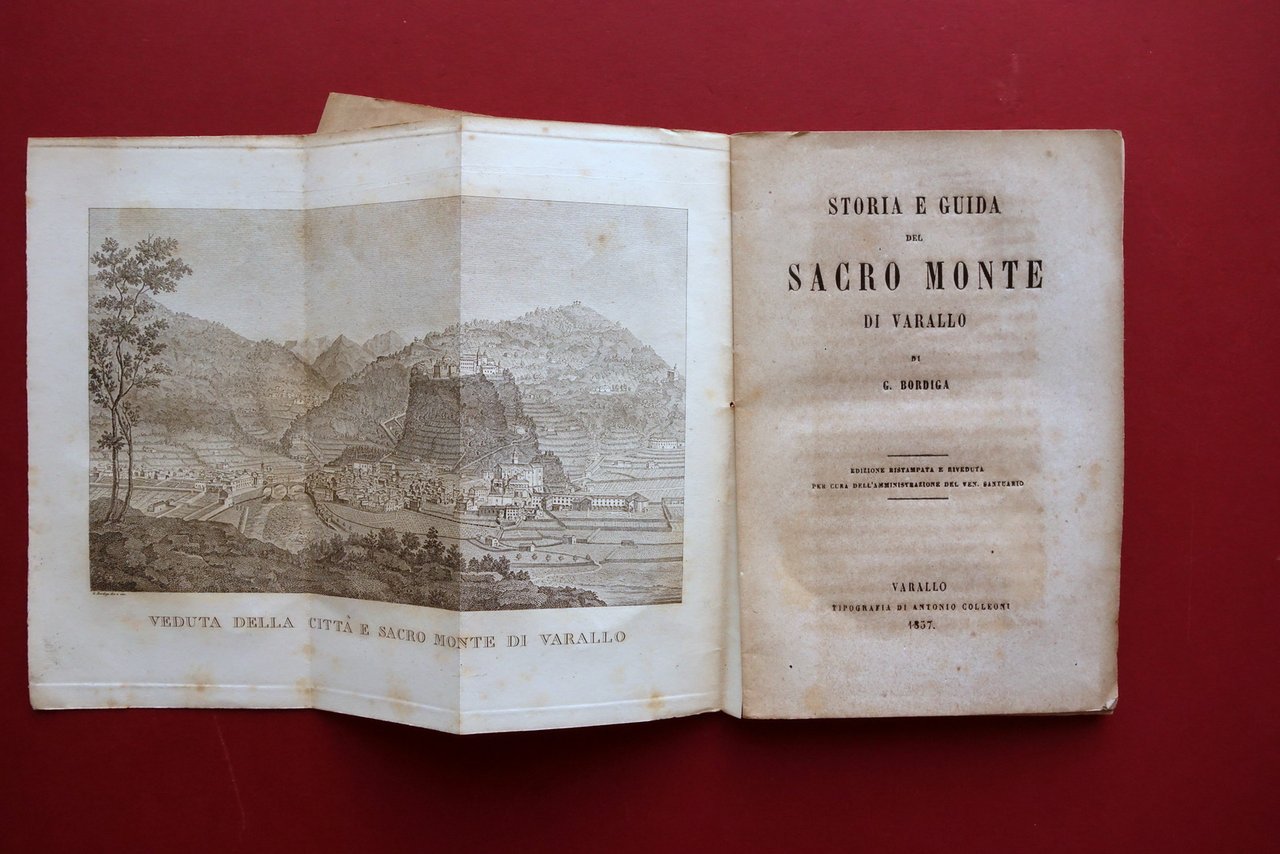 VEDUTA DELLA CITTÀ E SACRO MONTE DI VARALLO
STORIA E GUIDA
DEL
SACRO MONTE
DI VARALLO
DI
G. BORDIGA
EDIZIONE RISTAMPATA E RIVEDUTA
PER CURA DELL'AMMINISTRAZIONE DEL VEN. SANTUARIO
VARALLO
TIPOGRAFIA DI ANTONIO COLLEONI
1857.